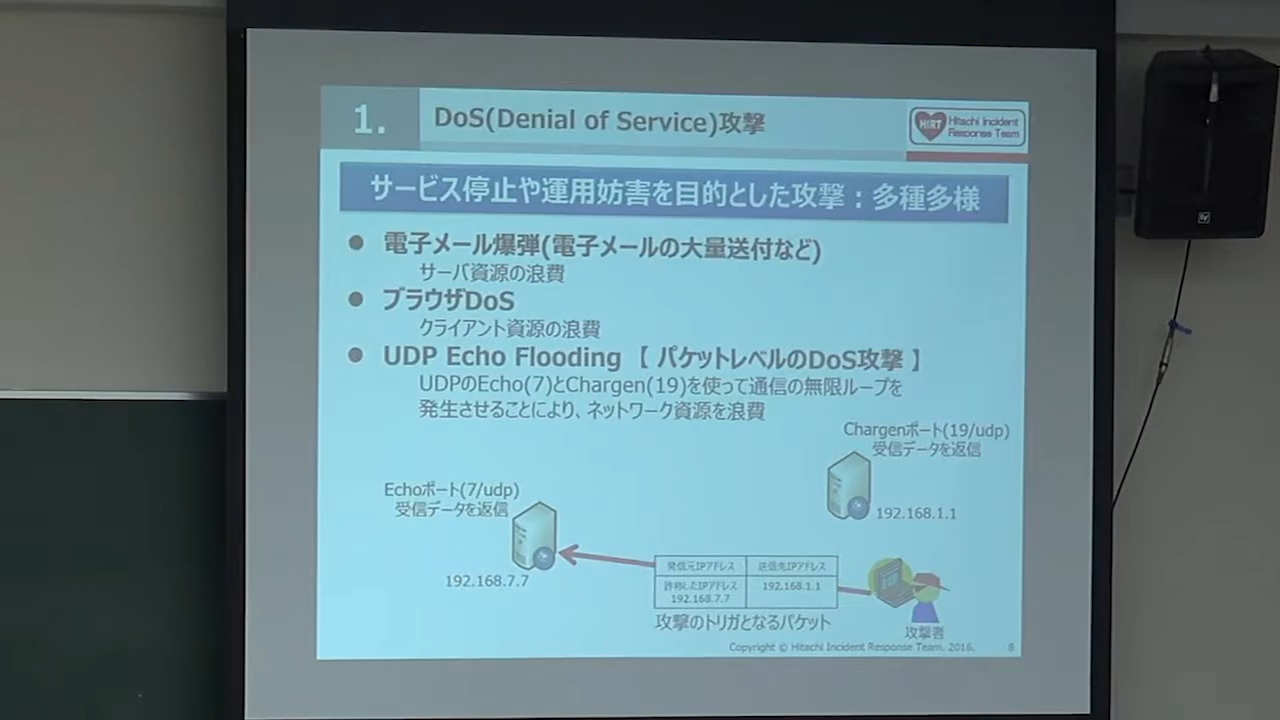 1.
DoS(Denial of Service)攻撃
HIRT
Hitachi Incident
Response Team
サービス停止や運用妨害を目的とした攻撃：多種多様
● 電子メール爆弾(電子メールの大量送付など)
サーバ資源の浪費
● ブラウザDoS
クライアント資源の浪費
● UDP Echo Flooding 【 パケットレベルのDoS攻撃 】
UDPのEcho(7)とChargen(19)を使って通信の無限ループを
発生させることにより、ネットワーク資源を浪費
Chargenポート(19/udp)
受信データを返信
192.168.1.1
Echoポート(7/udp)
受信データを返信
192.168.7.7
発信元IPアドレス 送信先IPアドレス
詐称したIPアドレス
192.168.7.7
192.168.1.1
攻撃のトリガとなるパケット
攻撃者
Copyright © Hitachi Incident Response Team. 2016.
8
EV